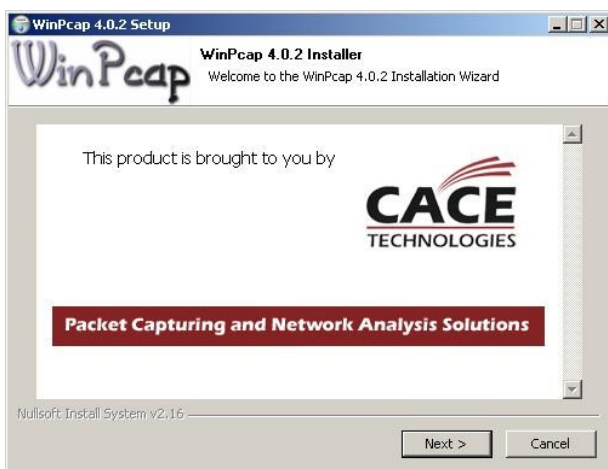 WinPcap 4.0.2 Setup
WinPcap
WinPcap 4.0.2 Installer
Welcome to the WinPcap 4.0.2 Installation Wizard
This product is brought to you by
CACE
TECHNOLOGIES
Packet Capturing and Network Analysis Solutions
Nullsoft Install System v2.16
Next >
Cancel